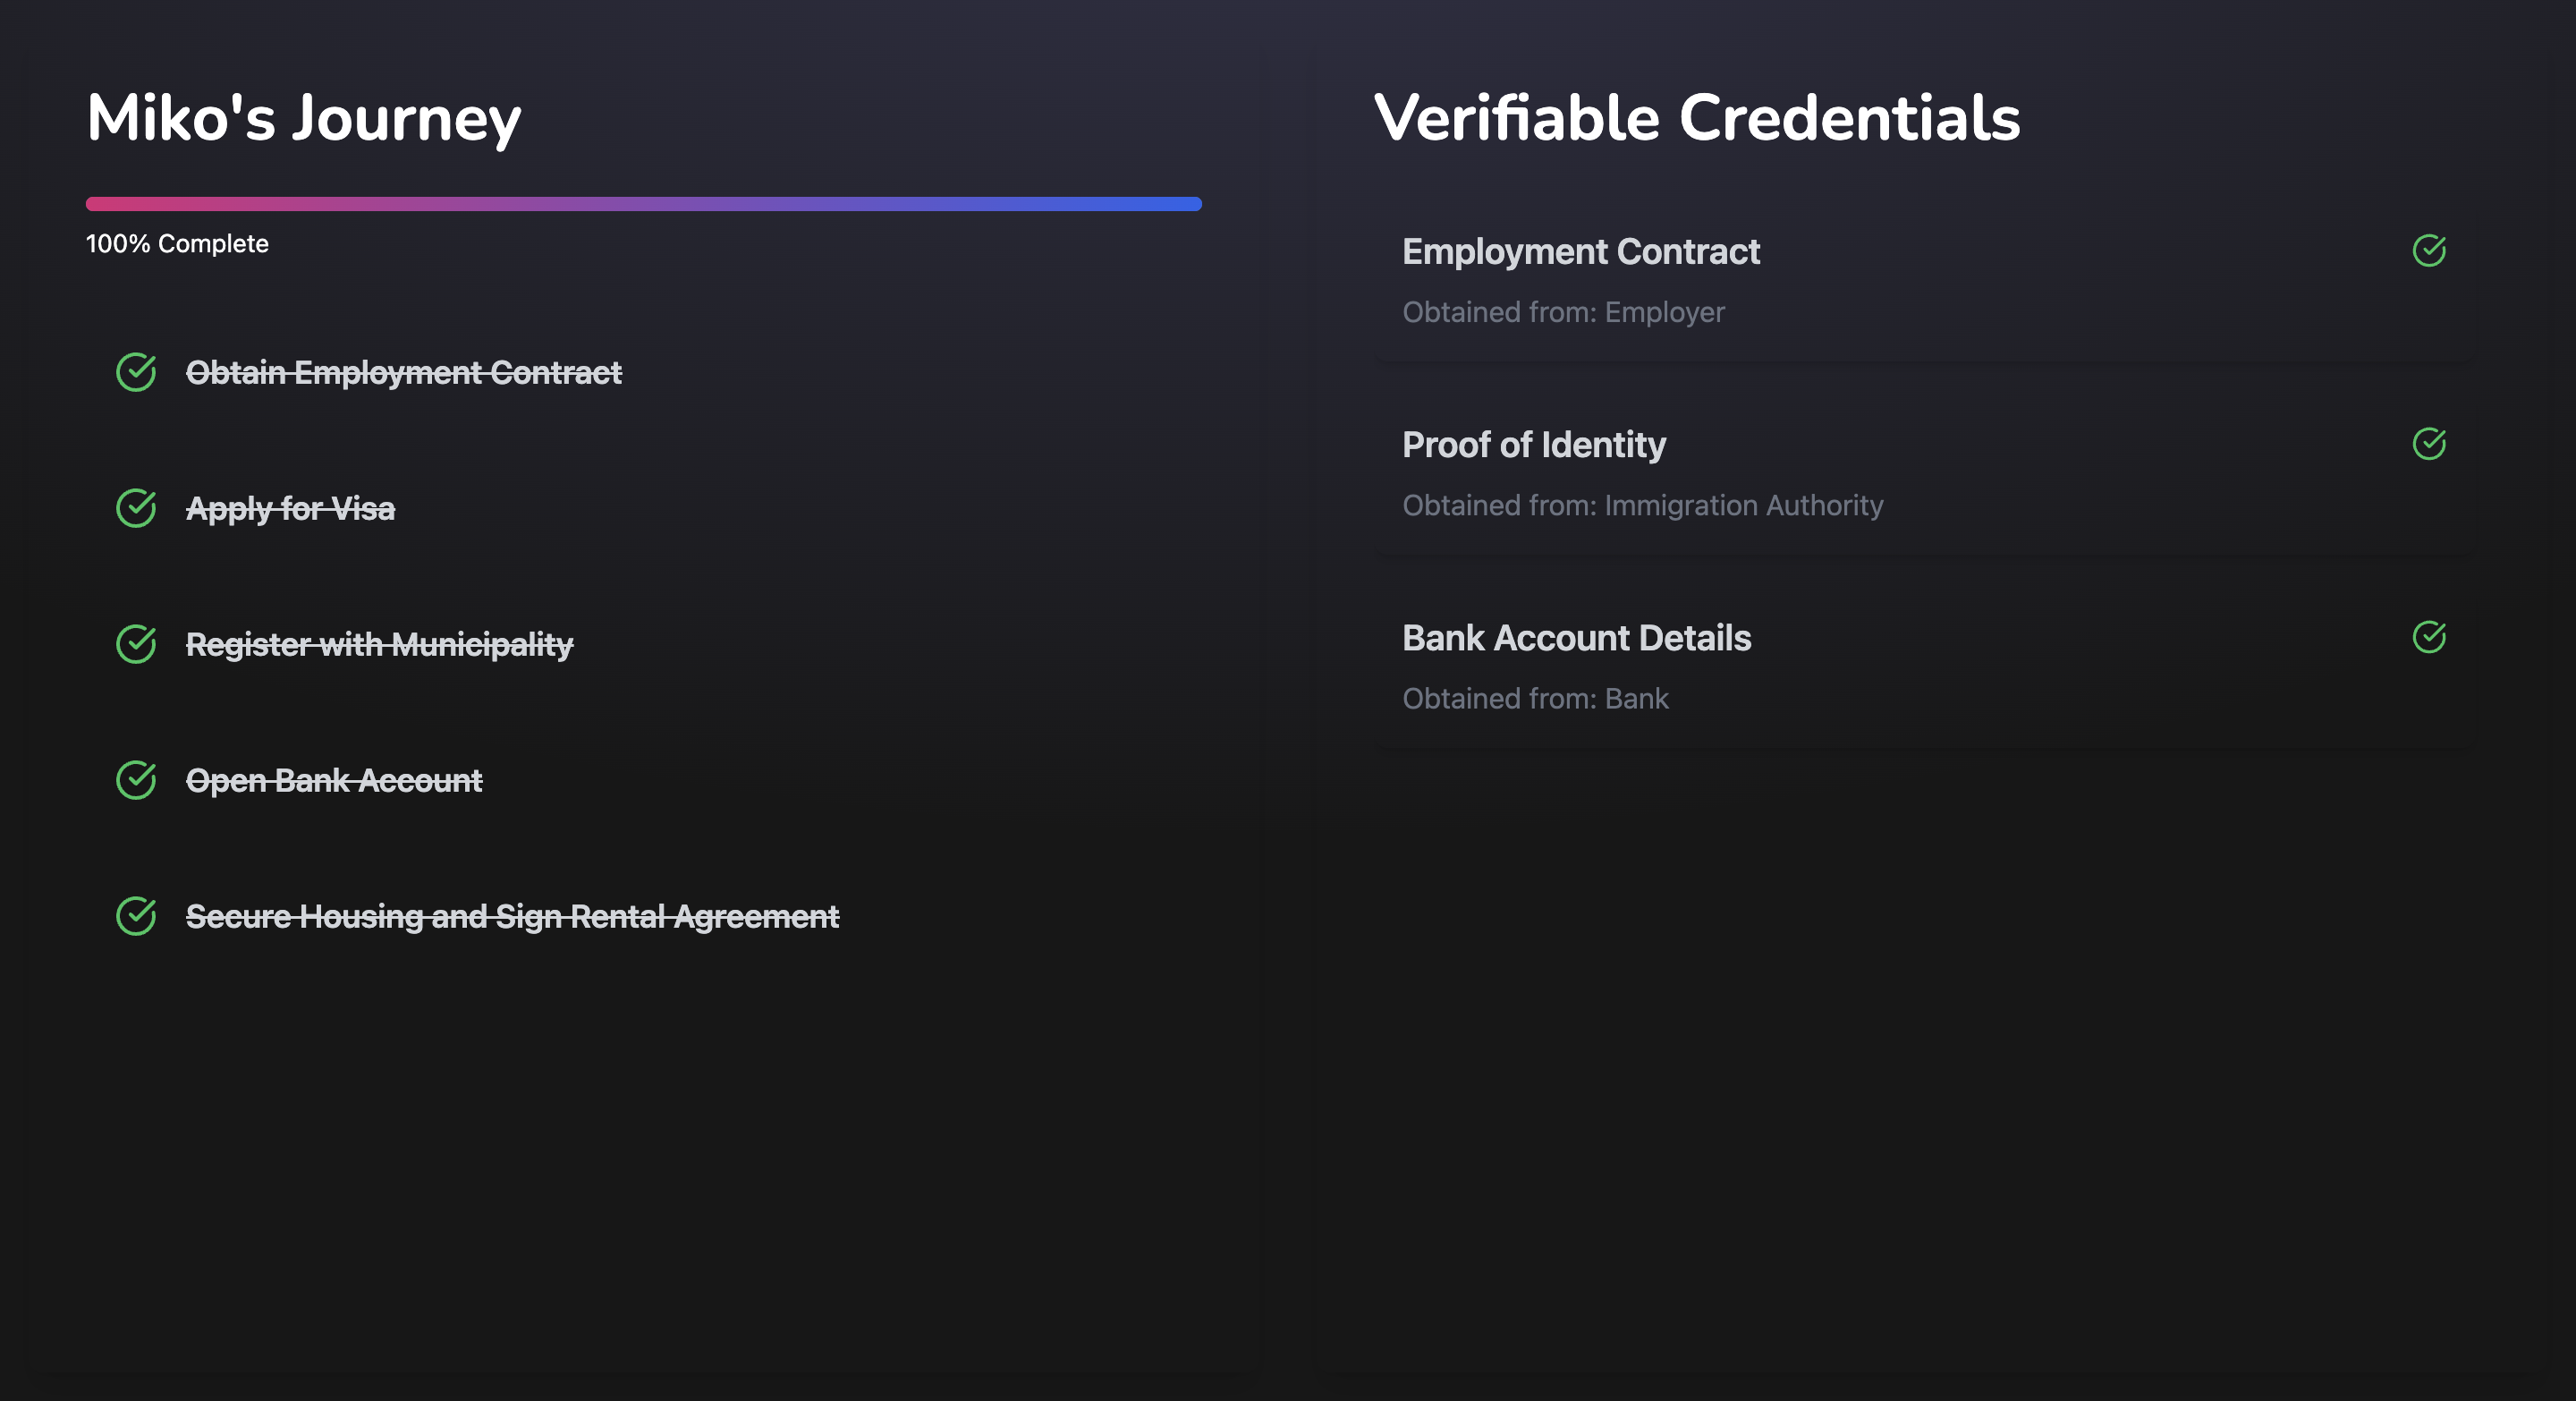 Miko's Journey
100% Complete
Obtain Employment Contract
Apply for Visa
Register with Municipality
Open Bank Account
Secure Housing and Sign Rental Agreement
Verifiable Credentials
Employment Contract
Obtained from: Employer
Proof of Identity
Obtained from: Immigration Authority
Bank Account Details
Obtained from: Bank